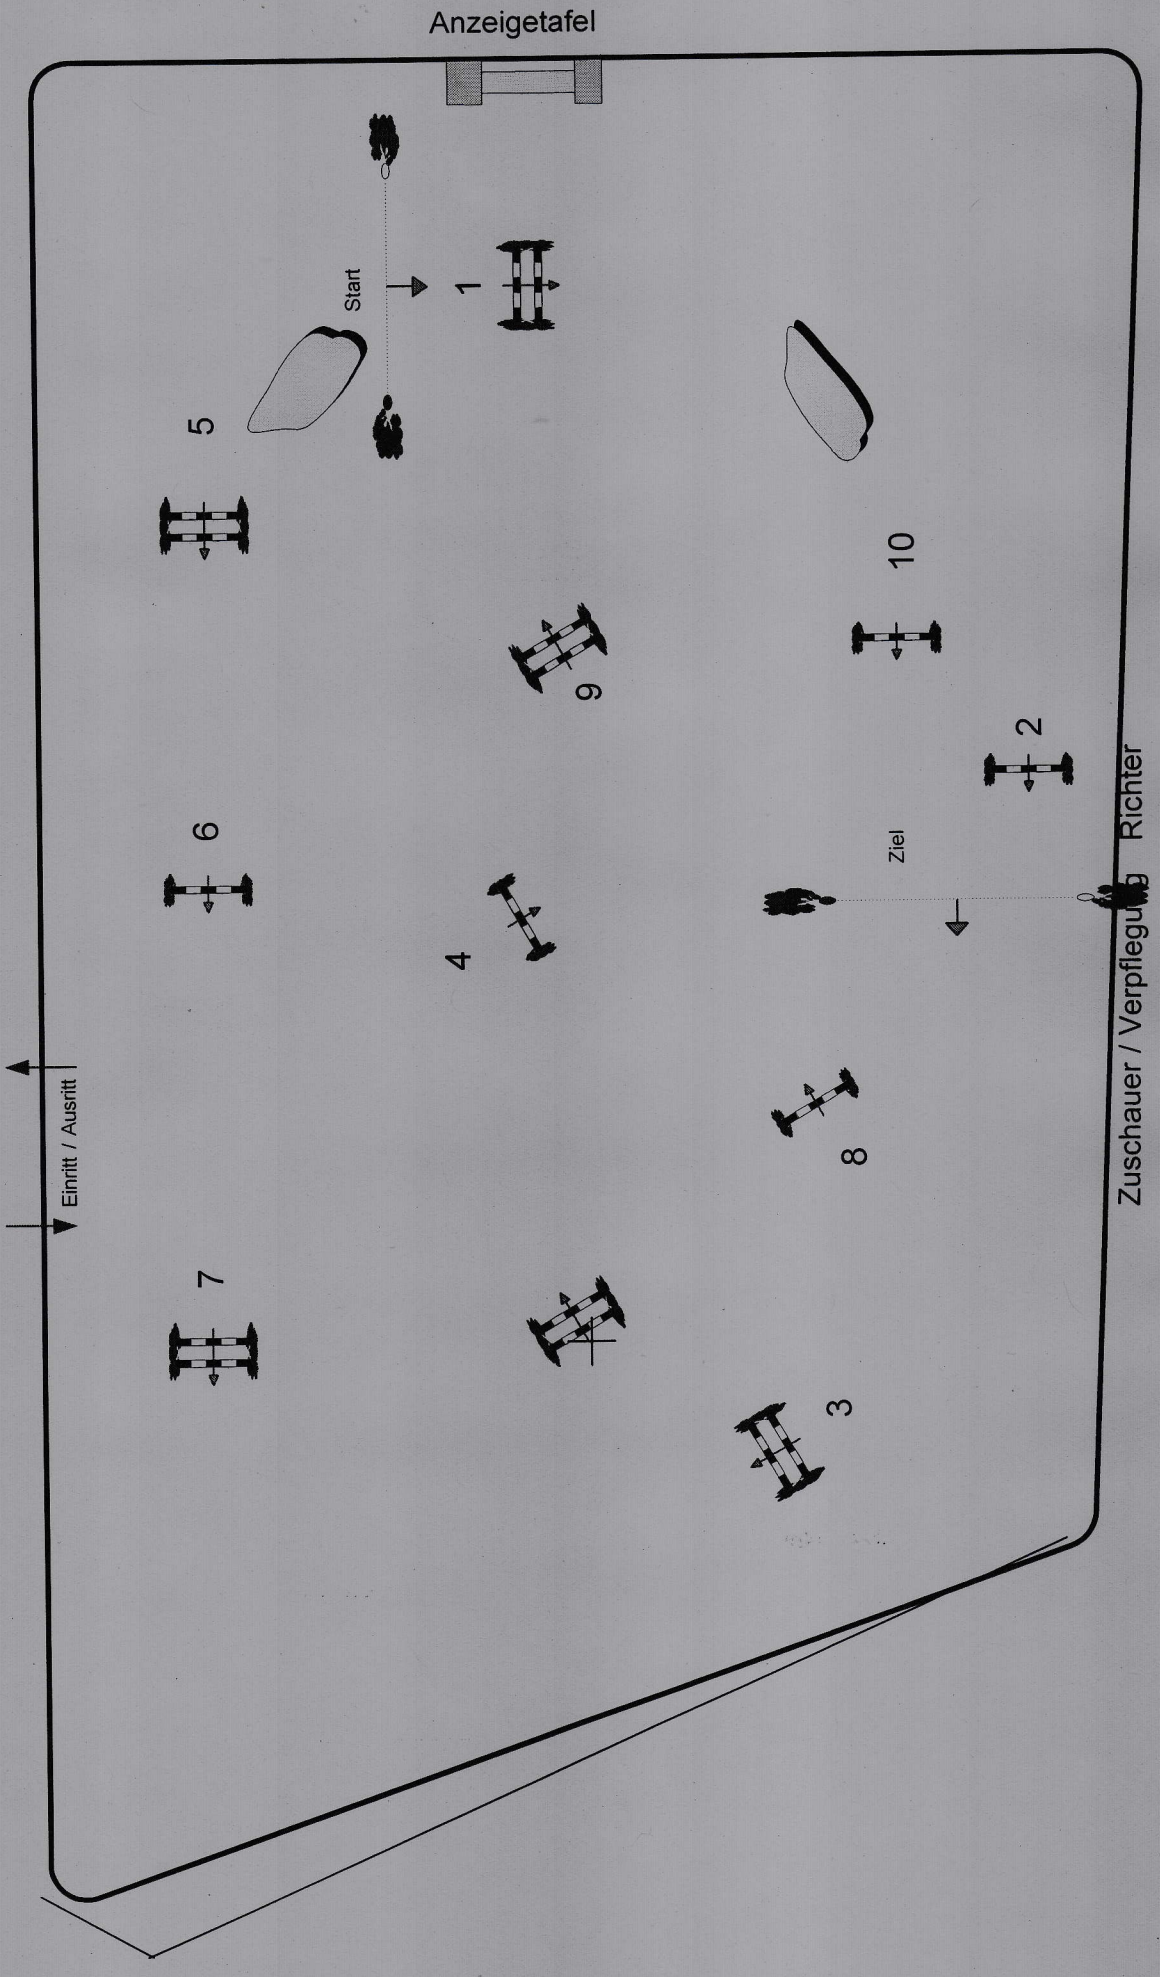 Anzeigetafel
Start
1
5
10
9
2
6
Ziel
4
Richter
Zuschauer / Verpflegung
Einritt / Ausritt
8
7
3